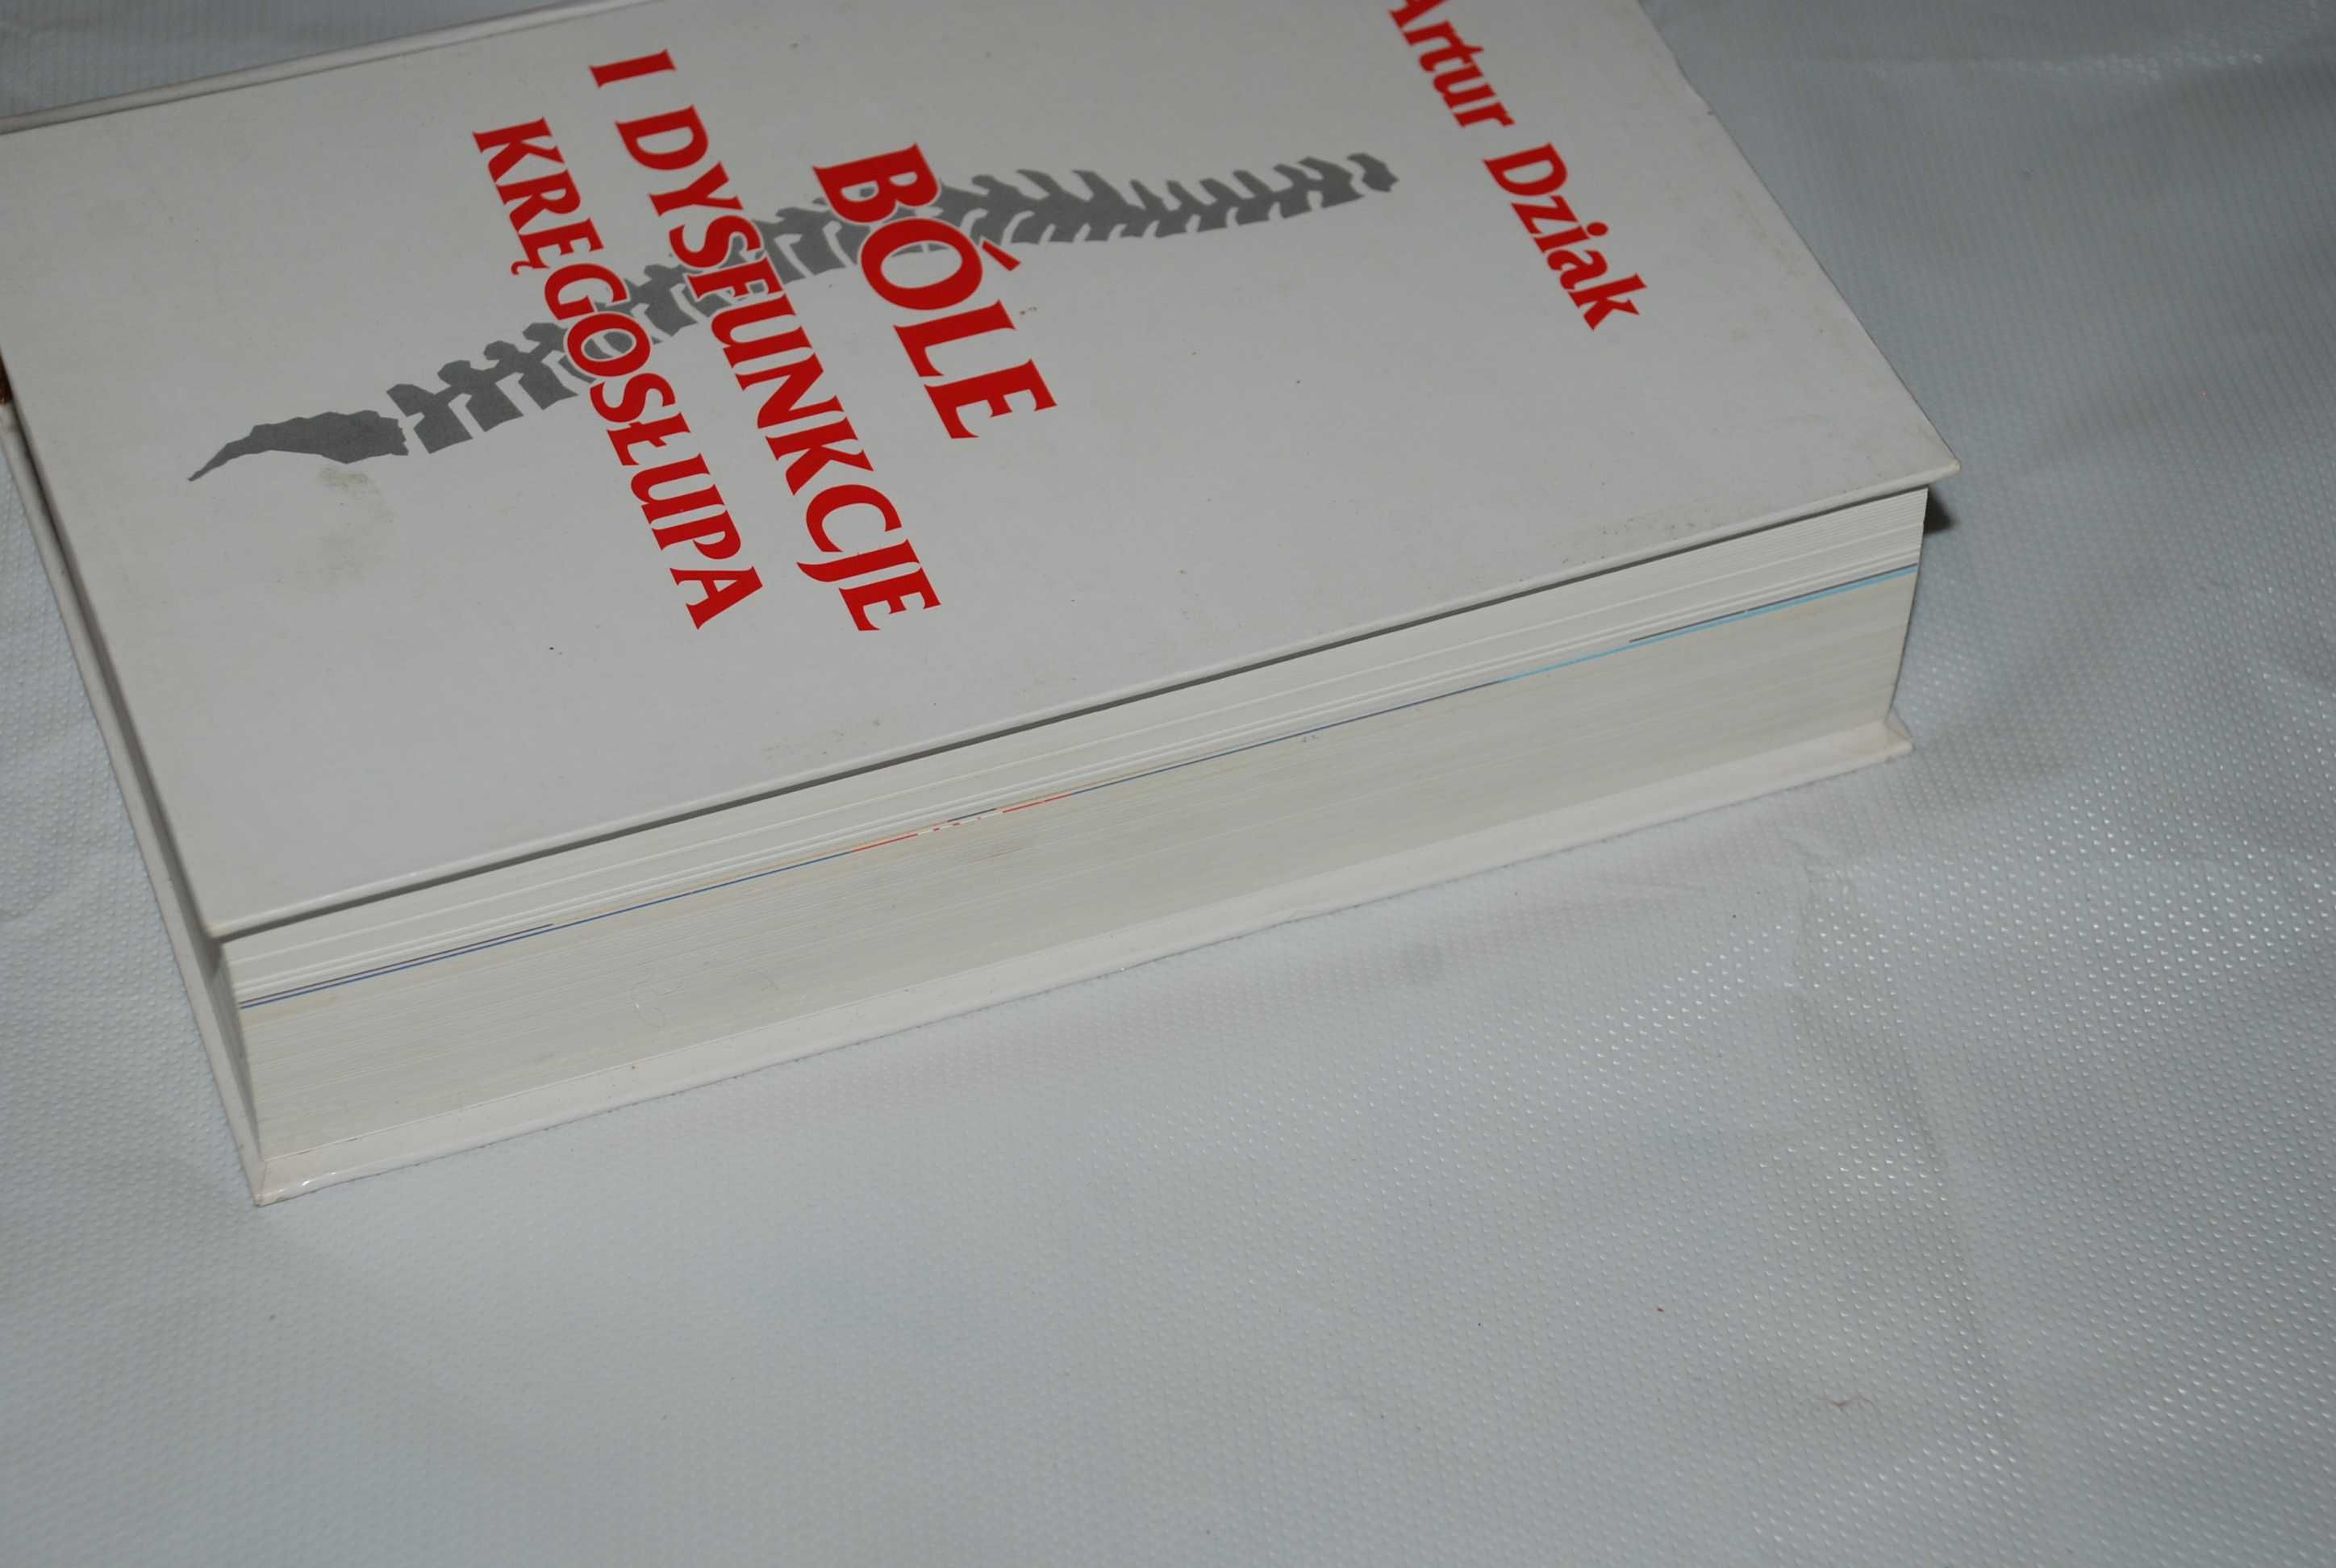 Artur Dziak
BÓLE
I DYSFUNKCJE
KRĘGOSŁUPA